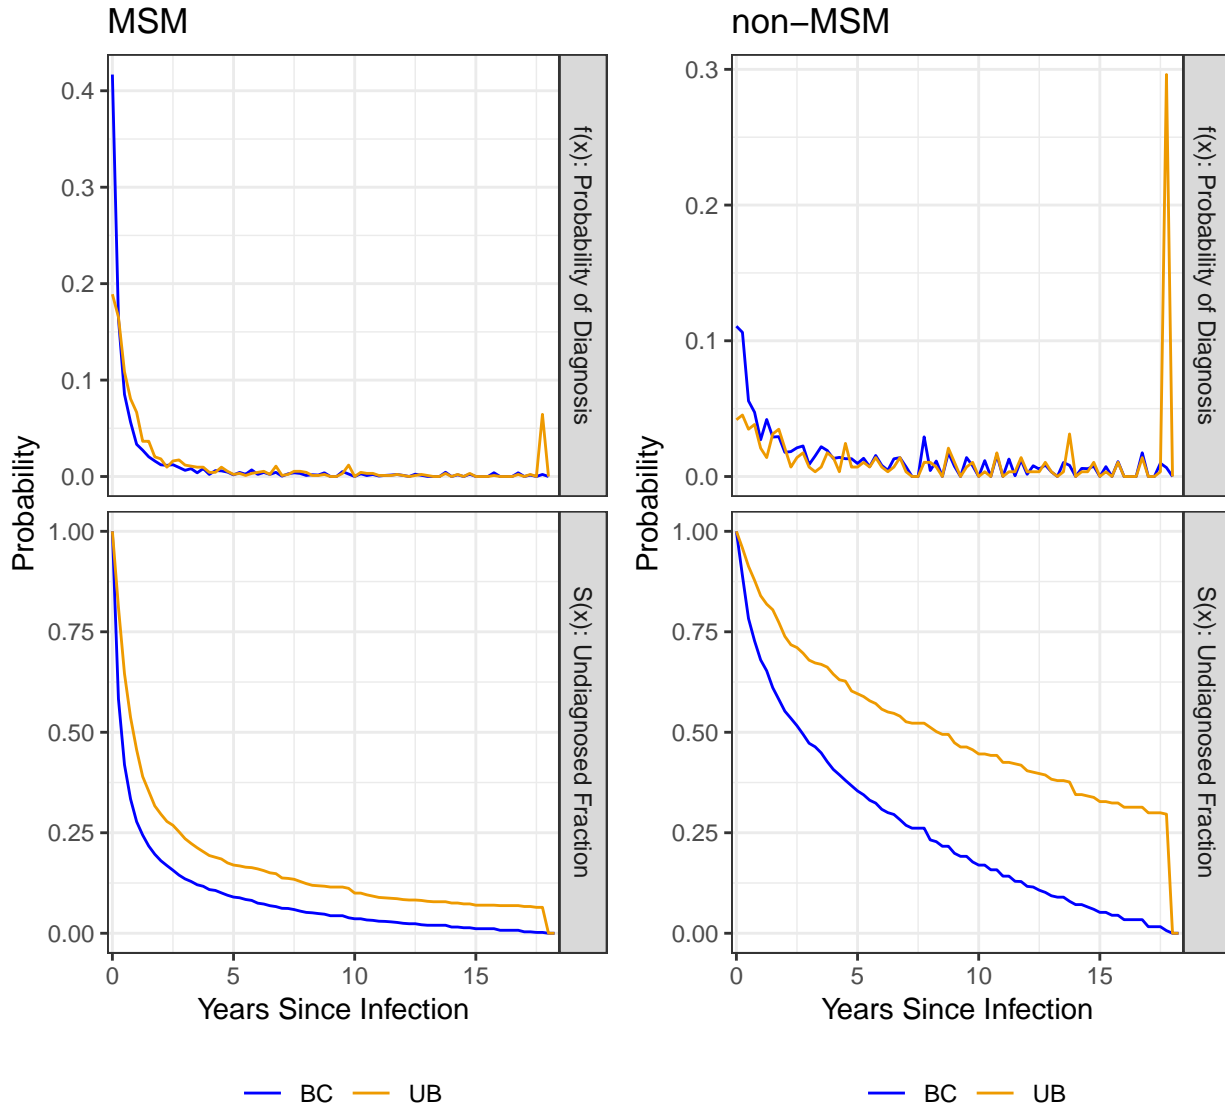 MSM
non−MSM
Probability
0.4
0.3
0.2
0.1
0.0
f(x): Probability of Diagnosis
1.00
0.75
0.50
0.25
0.00
S(x): Undiagnosed Fraction
0 5 10 15
Years Since Infection
BC UB
Probability
0.3
0.2
0.1
0.0
f(x): Probability of Diagnosis
1.00
0.75
0.50
0.25
0.00
S(x): Undiagnosed Fraction
0 5 10 15
Years Since Infection
BC UB